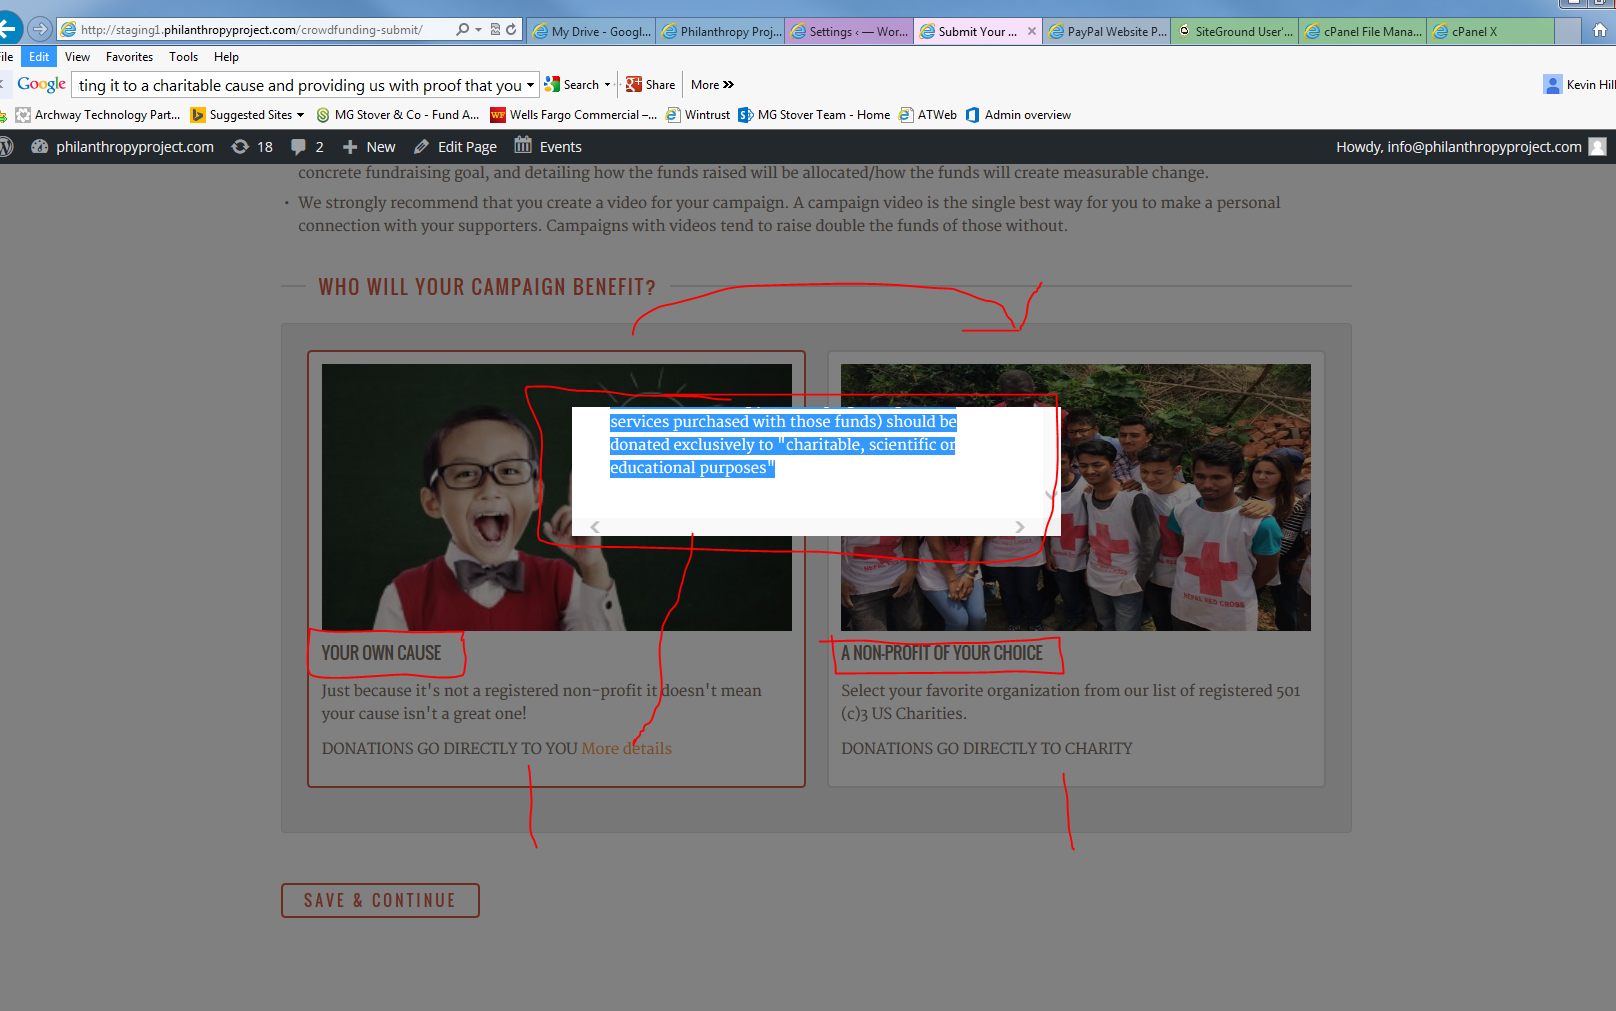 http://staging1.philanthropyproject.com/crowdfunding-submit/
My Drive - Googl...
Philanthropy Proj...
Settings ‹ — Wor...
Submit Your ...
PayPal Website P...
SiteGround User'...
cPanel File Mana...
cPanel X
File Edit View Favorites Tools Help
Google
ting it to a charitable cause and providing us with proof that you
Search
Share
More »
Kevin Hill
Archway Technology Part...
Suggested Sites
MG Stover & Co - Fund A...
WF Wells Fargo Commercial –...
Wintrust
MG Stover Team - Home
ATWeb
Admin overview
philanthropyproject.com 18 2 New Edit Page Events
Howdy, info@philanthropyproject.com
concrete fundraising goal, and detailing how the funds raised will be allocated/how the funds will create measurable change.
• We strongly recommend that you create a video for your campaign. A campaign video is the single best way for you to make a personal
connection with your supporters. Campaigns with videos tend to raise double the funds of those without.
WHO WILL YOUR CAMPAIGN BENEFIT?
services purchased with those funds) should be
donated exclusively to "charitable, scientific or
educational purposes"
NEPAL RED CROSS
YOUR OWN CAUSE
Just because it's not a registered non-profit it doesn't mean
your cause isn't a great one!
DONATIONS GO DIRECTLY TO YOU More details
A NON-PROFIT OF YOUR CHOICE
Select your favorite organization from our list of registered 501
(c)3 US Charities.
DONATIONS GO DIRECTLY TO CHARITY
SAVE & CONTINUE